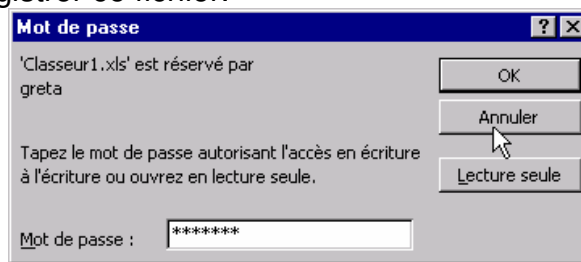 Mot de passe
'Classeur1.xls' est réservé par
greta
OK
Annuler
Tapez le mot de passe autorisant l'accès en écriture
à l'écriture ou ouvrez en lecture seule.
Lecture seule
Mot de passe : *******